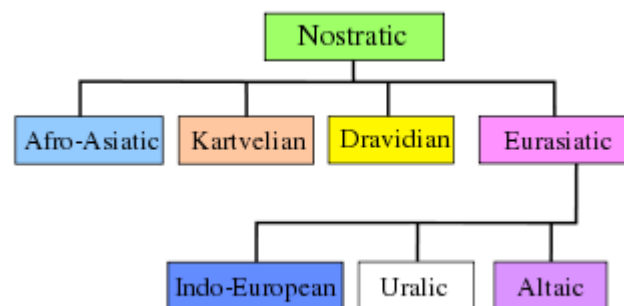 Nostratic
Afro-Asiatic
Kartvelian
Dravidian
Eurasiatic
Indo-European
Uralic
Altaic